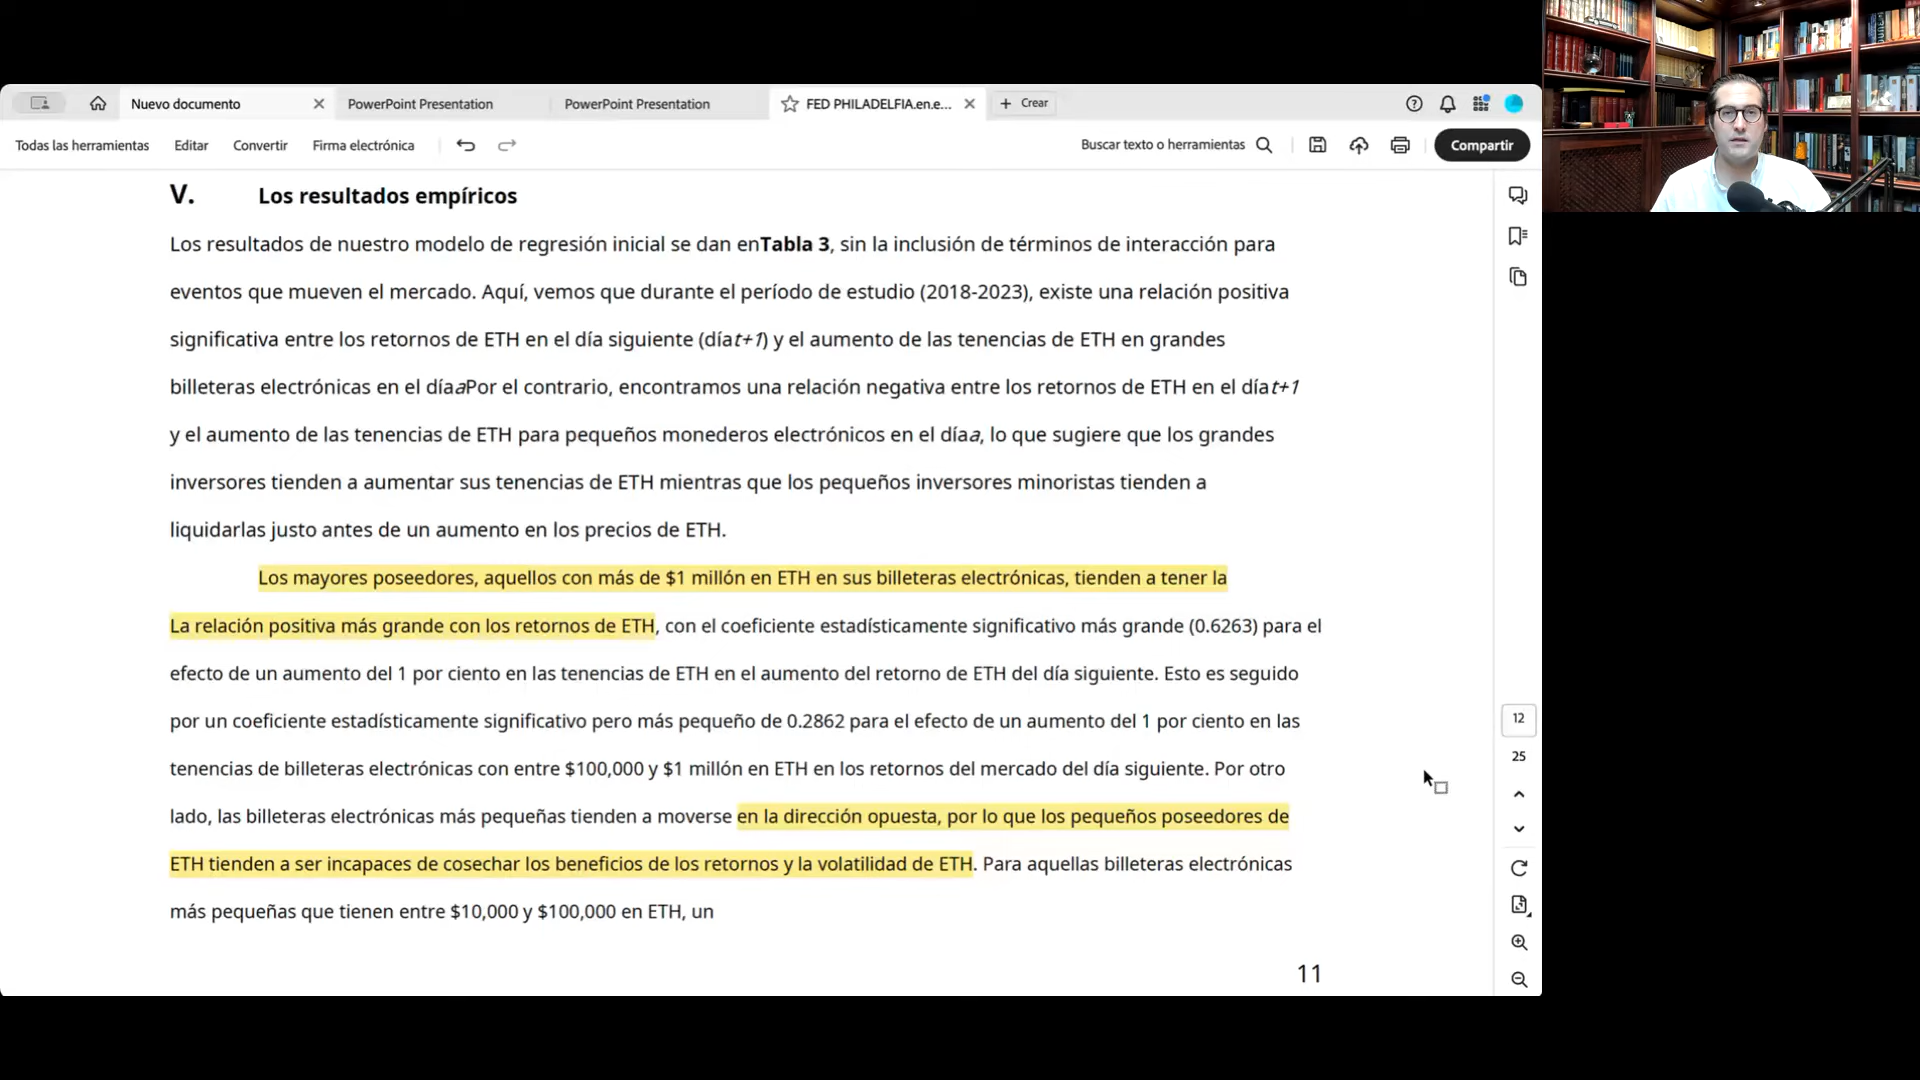 Nuevo documento
PowerPoint Presentation
PowerPoint Presentation
FED PHILADELFIA.en.e...
Crear
Todas las herramientas
Editar
Convertir
Firma electrónica
Buscar texto o herramientas
Compartir
V. Los resultados empíricos
Los resultados de nuestro modelo de regresión inicial se dan enTabla 3, sin la inclusión de términos de interacción para
eventos que mueven el mercado. Aquí, vemos que durante el período de estudio (2018-2023), existe una relación positiva
significativa entre los retornos de ETH en el día siguiente (díat+1) y el aumento de las tenencias de ETH en grandes
billeteras electrónicas en el díaaPor el contrario, encontramos una relación negativa entre los retornos de ETH en el díat+1
y el aumento de las tenencias de ETH para pequeños monederos electrónicos en el díaa, lo que sugiere que los grandes
inversores tienden a aumentar sus tenencias de ETH mientras que los pequeños inversores minoristas tienden a
liquidarlas justo antes de un aumento en los precios de ETH.
Los mayores poseedores, aquellos con más de $1 millón en ETH en sus billeteras electrónicas, tienden a tener la
La relación positiva más grande con los retornos de ETH, con el coeficiente estadísticamente significativo más grande (0.6263) para el
efecto de un aumento del 1 por ciento en las tenencias de ETH en el aumento del retorno de ETH del día siguiente. Esto es seguido
por un coeficiente estadísticamente significativo pero más pequeño de 0.2862 para el efecto de un aumento del 1 por ciento en las
tenencias de billeteras electrónicas con entre $100,000 y $1 millón en ETH en los retornos del mercado del día siguiente. Por otro
lado, las billeteras electrónicas más pequeñas tienden a moverse en la dirección opuesta, por lo que los pequeños poseedores de
ETH tienden a ser incapaces de cosechar los beneficios de los retornos y la volatilidad de ETH. Para aquellas billeteras electrónicas
más pequeñas que tienen entre $10,000 y $100,000 en ETH, un
11
12
25